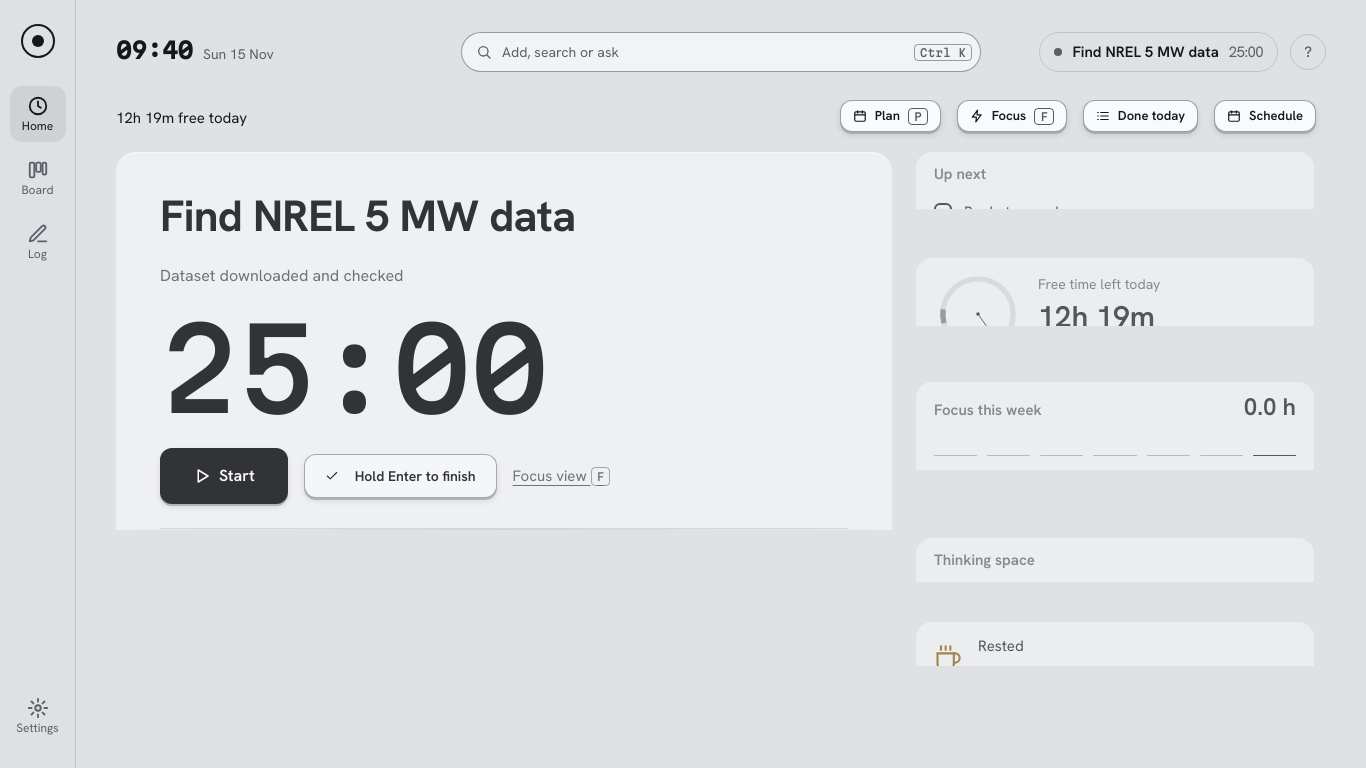 09:40 Sun 15 Nov
Add, search or ask Ctrl K
Find NREL 5 MW data 25:00
?
Home
Board
Log
Settings
12h 19m free today
Plan P
Focus F
Done today
Schedule
Find NREL 5 MW data
Dataset downloaded and checked
25:00
Start
Hold Enter to finish
Focus view F
Up next
Free time left today
12h 19m
Focus this week
0.0 h
Thinking space
Rested